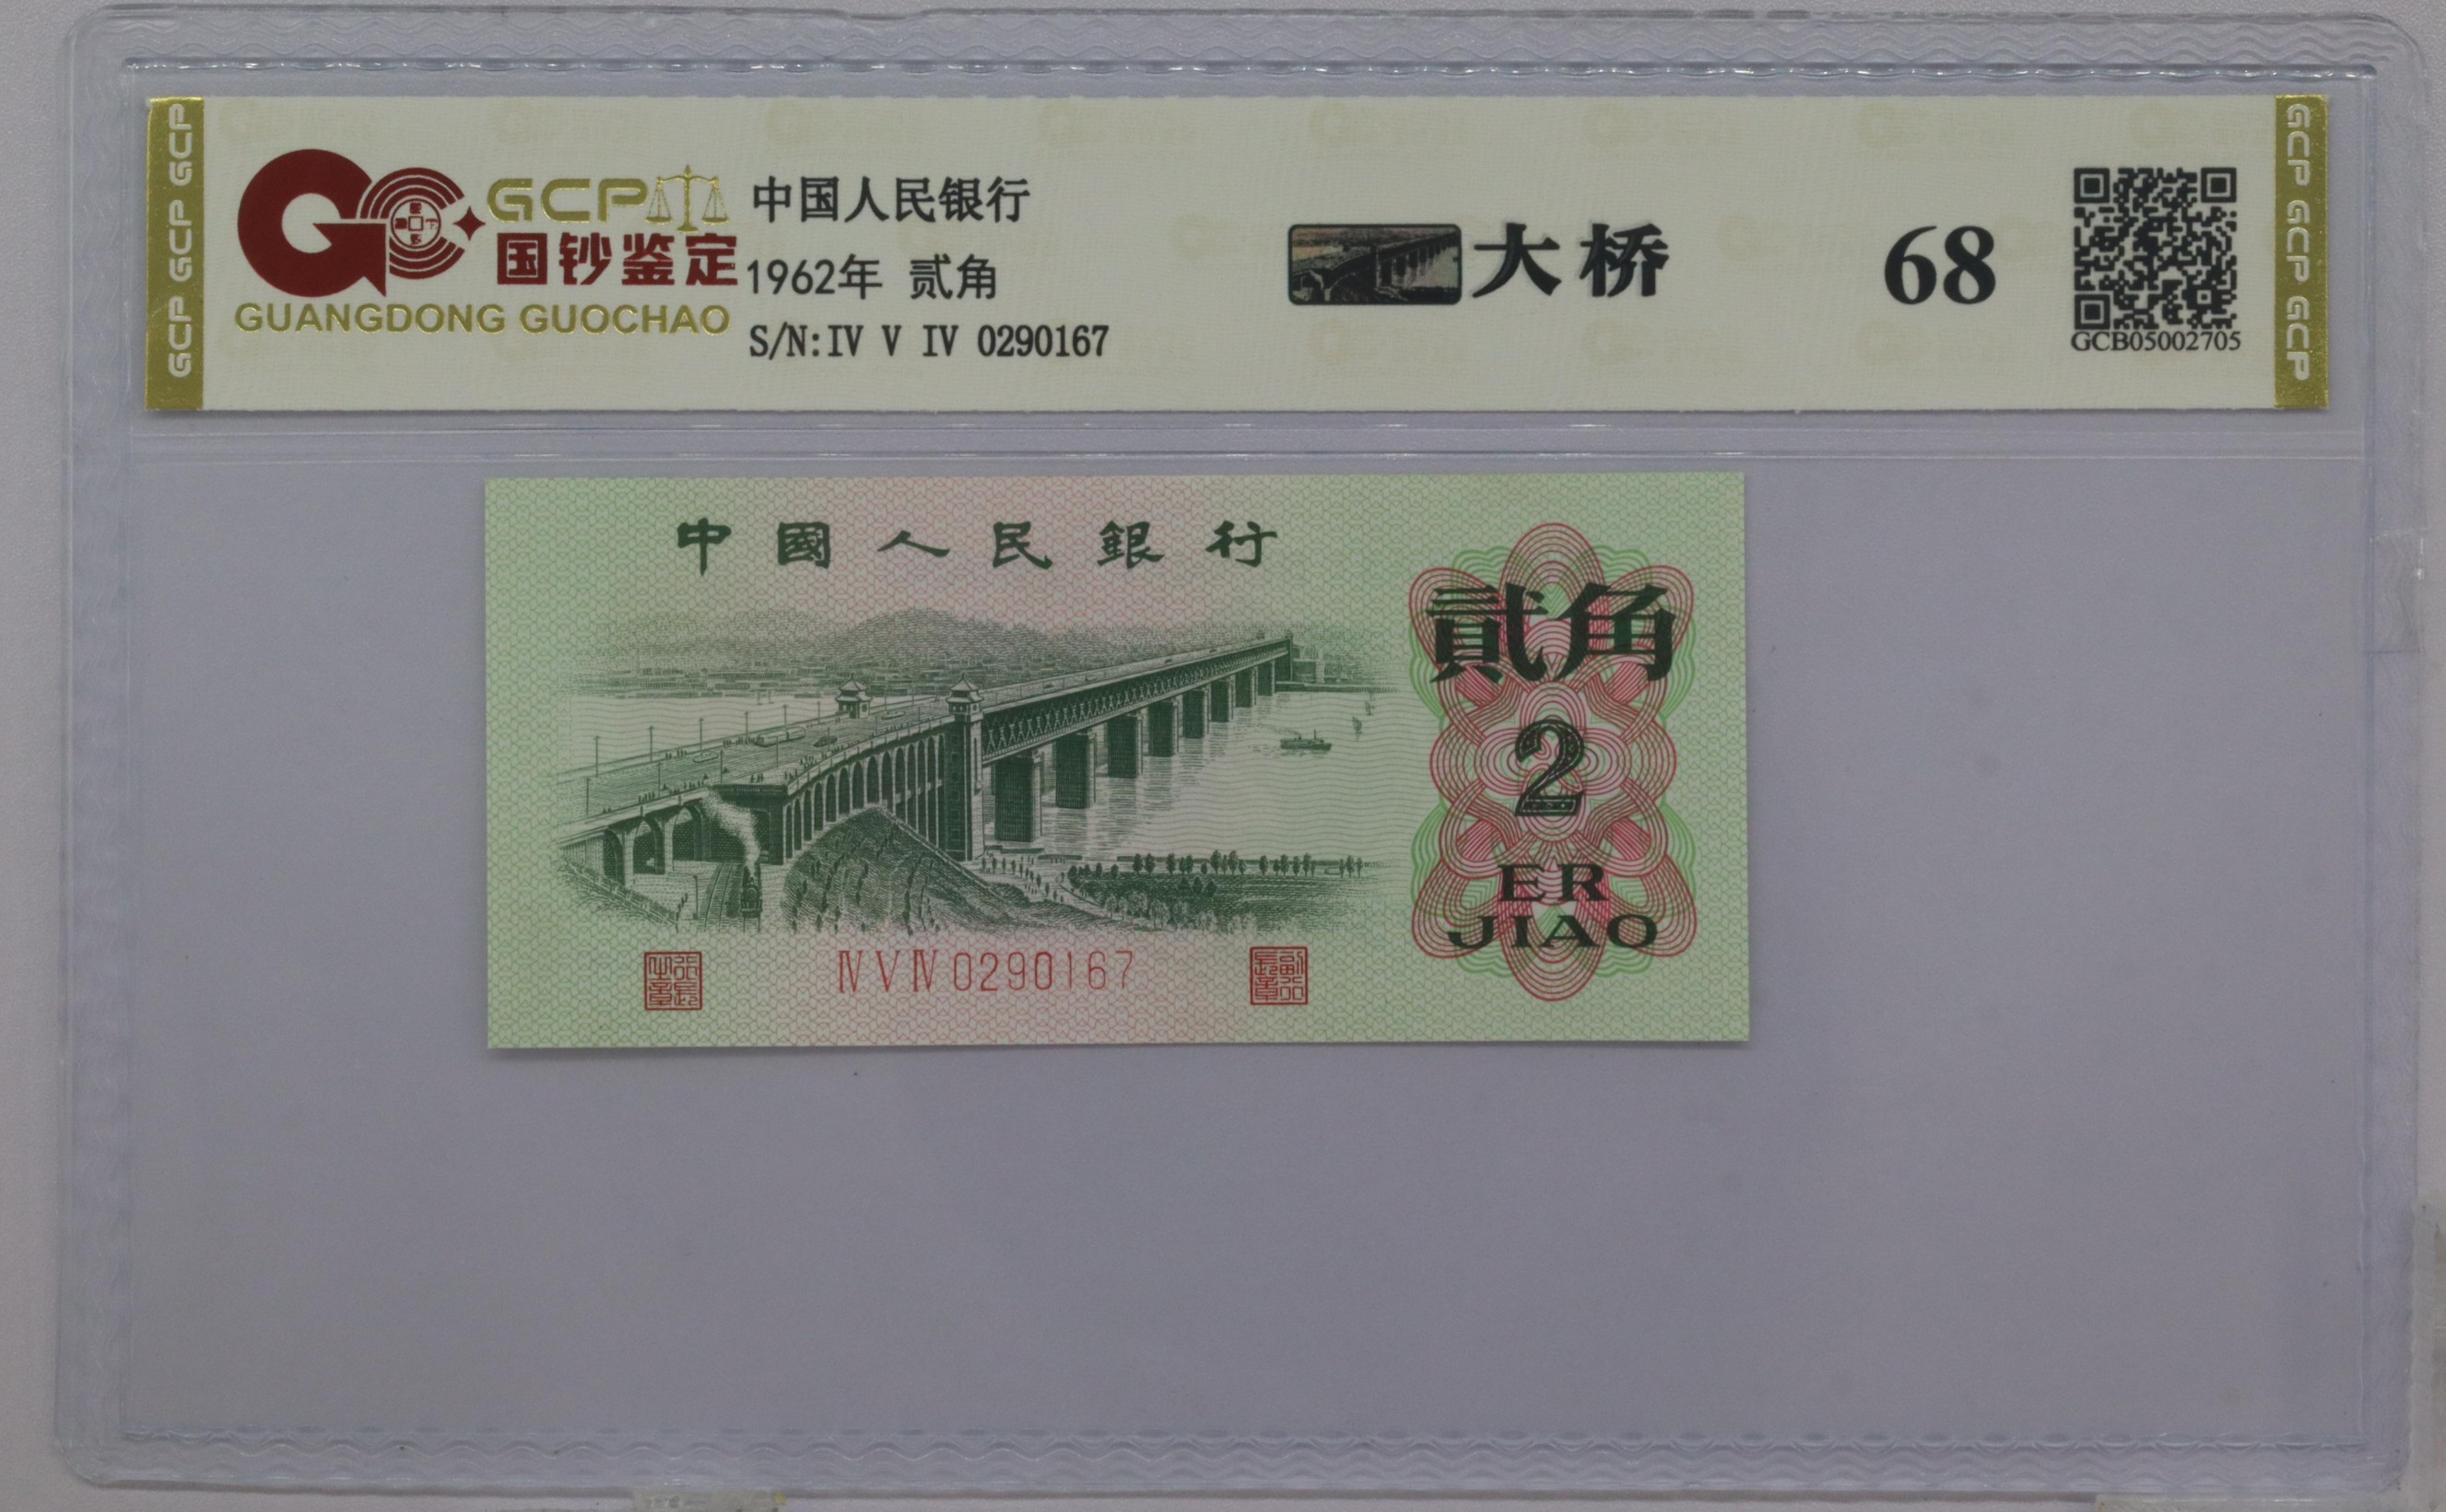 GCP GCP GCP
GCP
国钞鉴定
GUANGDONG GUOCHAO
中国人民银行
1962年 贰角
S/N:IV V IV 0290167
大桥
68
GCB05002705
GCP GCP GCP
中國人民銀行
貳角
2
ER
JIAO
ⅣⅤⅣ0290167